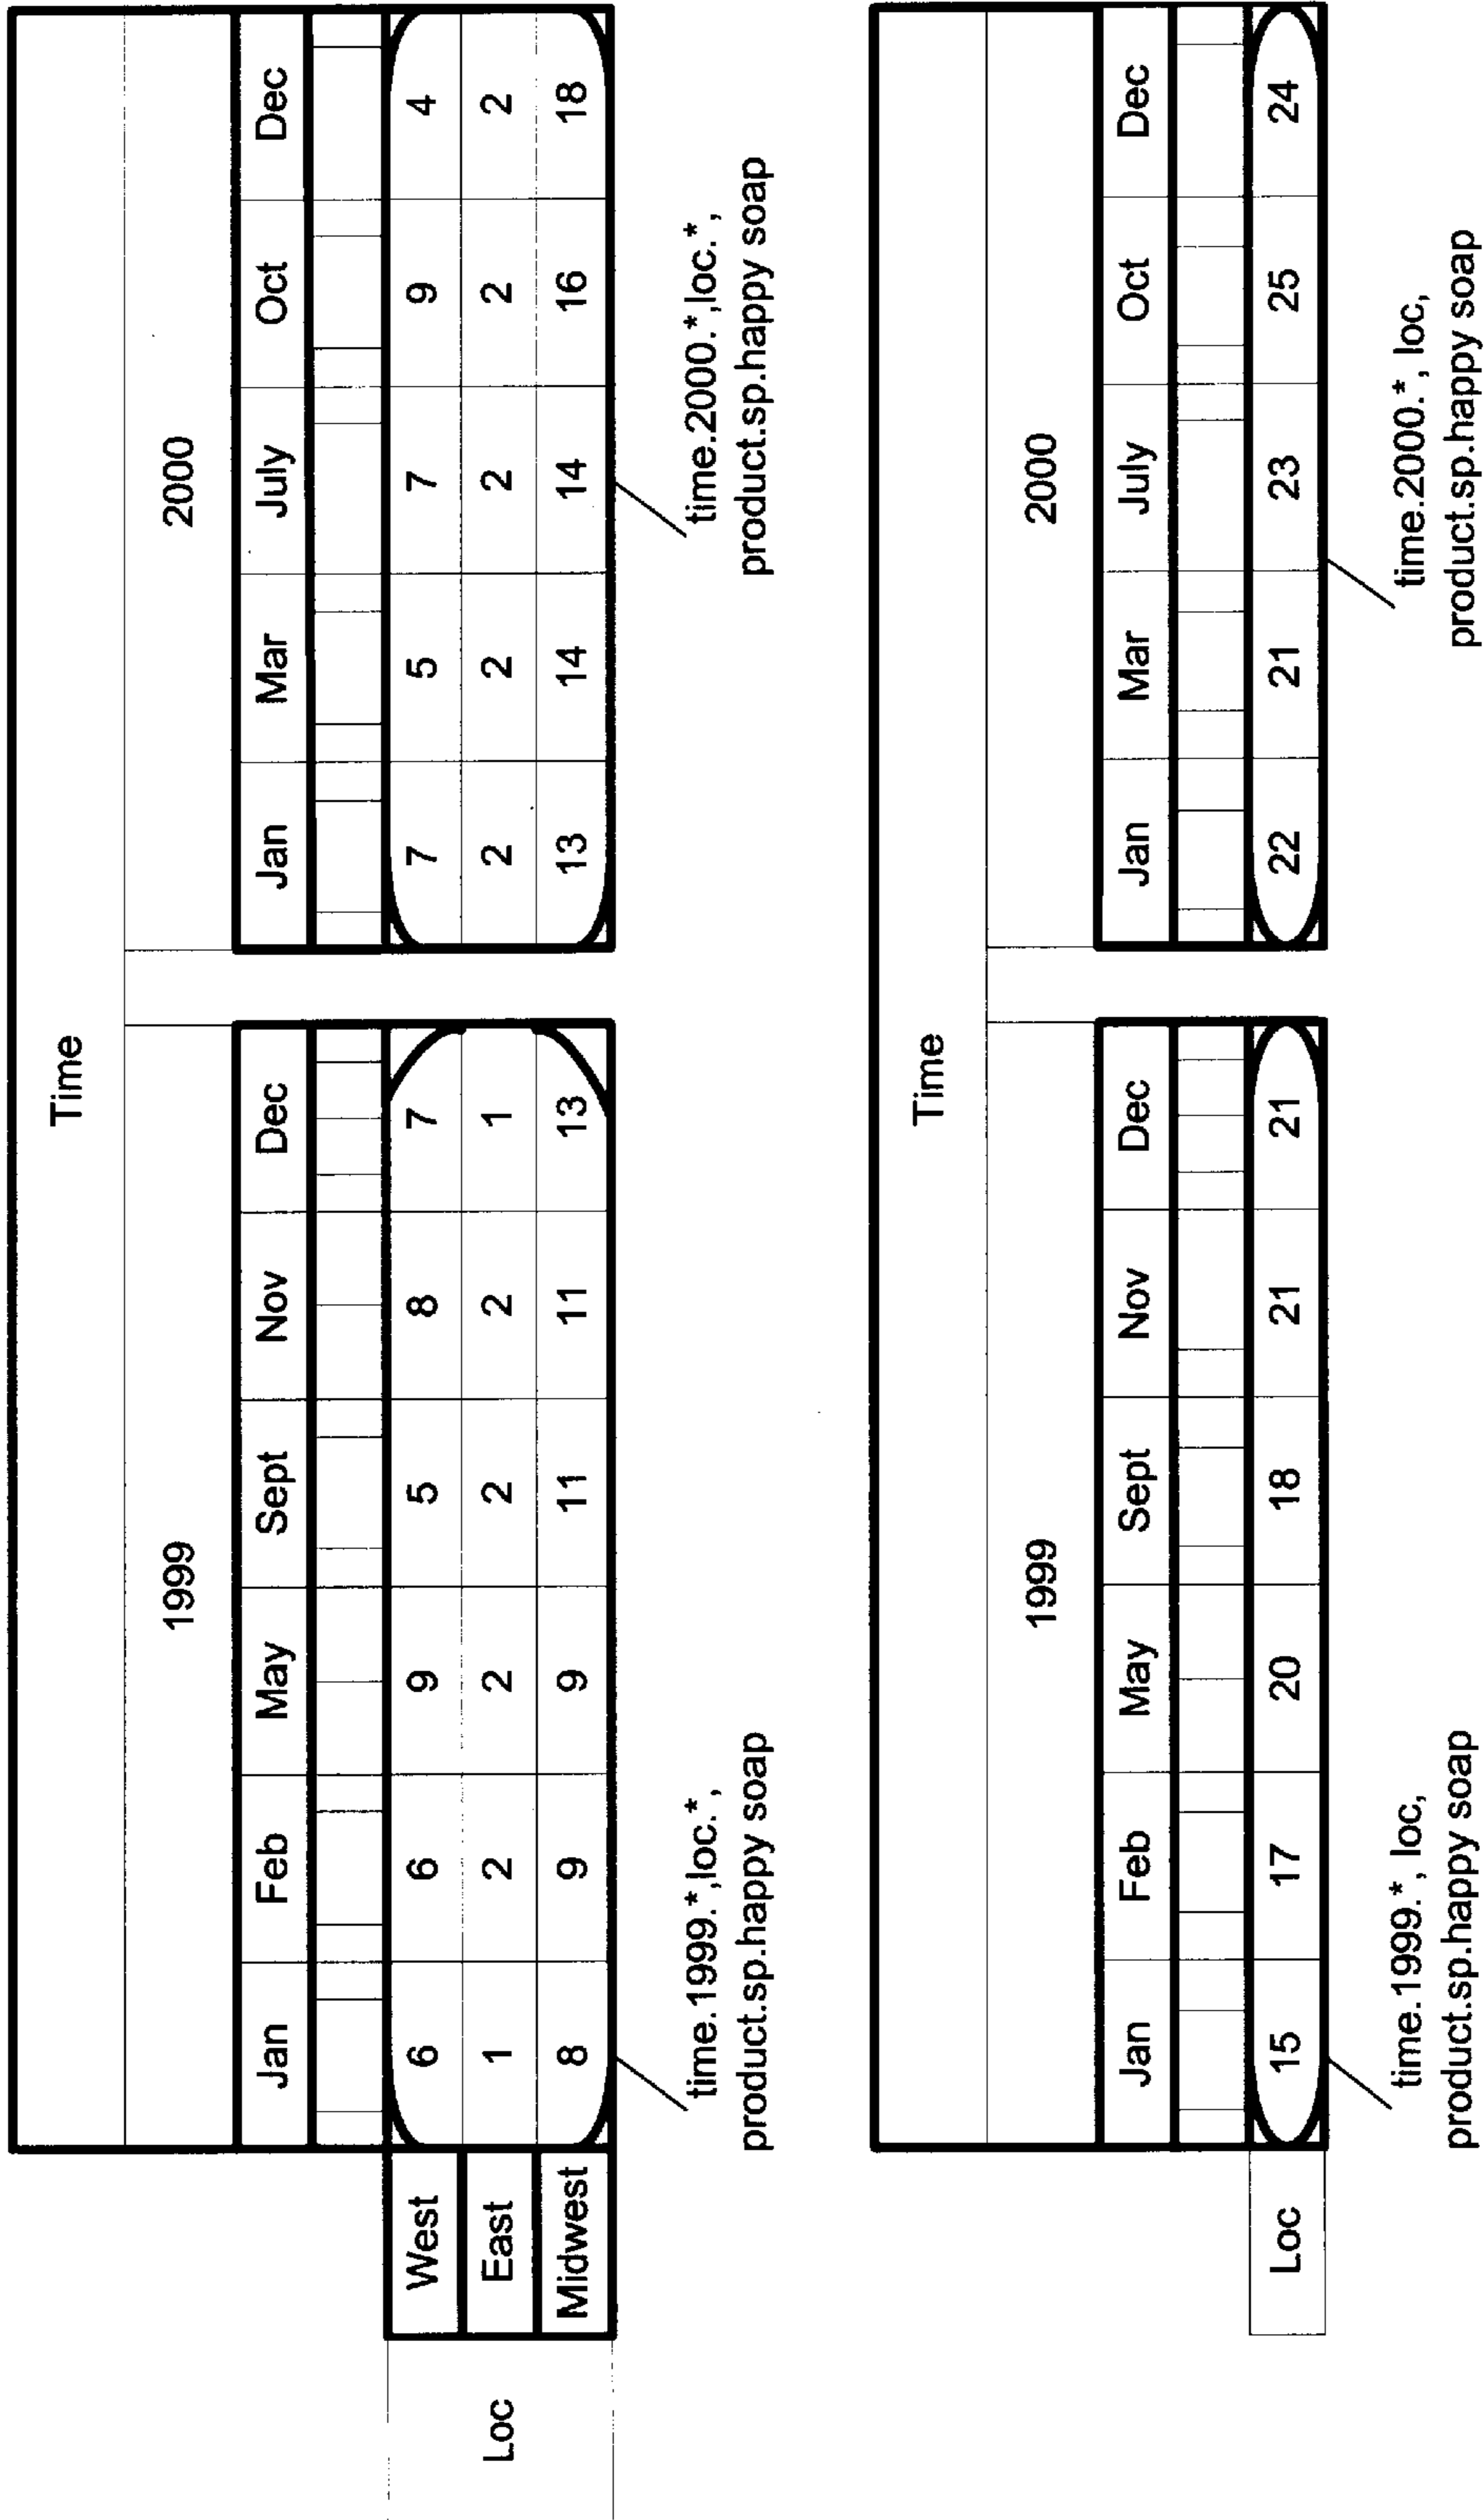 Time
1999 2000
Jan Feb May Sept Nov Dec Jan Mar July Oct Dec
Loc
West 6 6 9 5 8 7 7 5 7 9 4
East 1 2 2 2 2 1 2 2 2 2 2
Midwest 8 9 9 11 11 13 13 14 14 16 18
time.1999.*,loc.*, time.2000.*,loc.*,
product.sp.happy soap product.sp.happy soap
Time
1999 2000
Jan Feb May Sept Nov Dec Jan Mar July Oct Dec
Loc 15 17 20 18 21 21 22 21 23 25 24
time.1999.*, loc, time.2000.*, loc,
product.sp.happy soap product.sp.happy soap